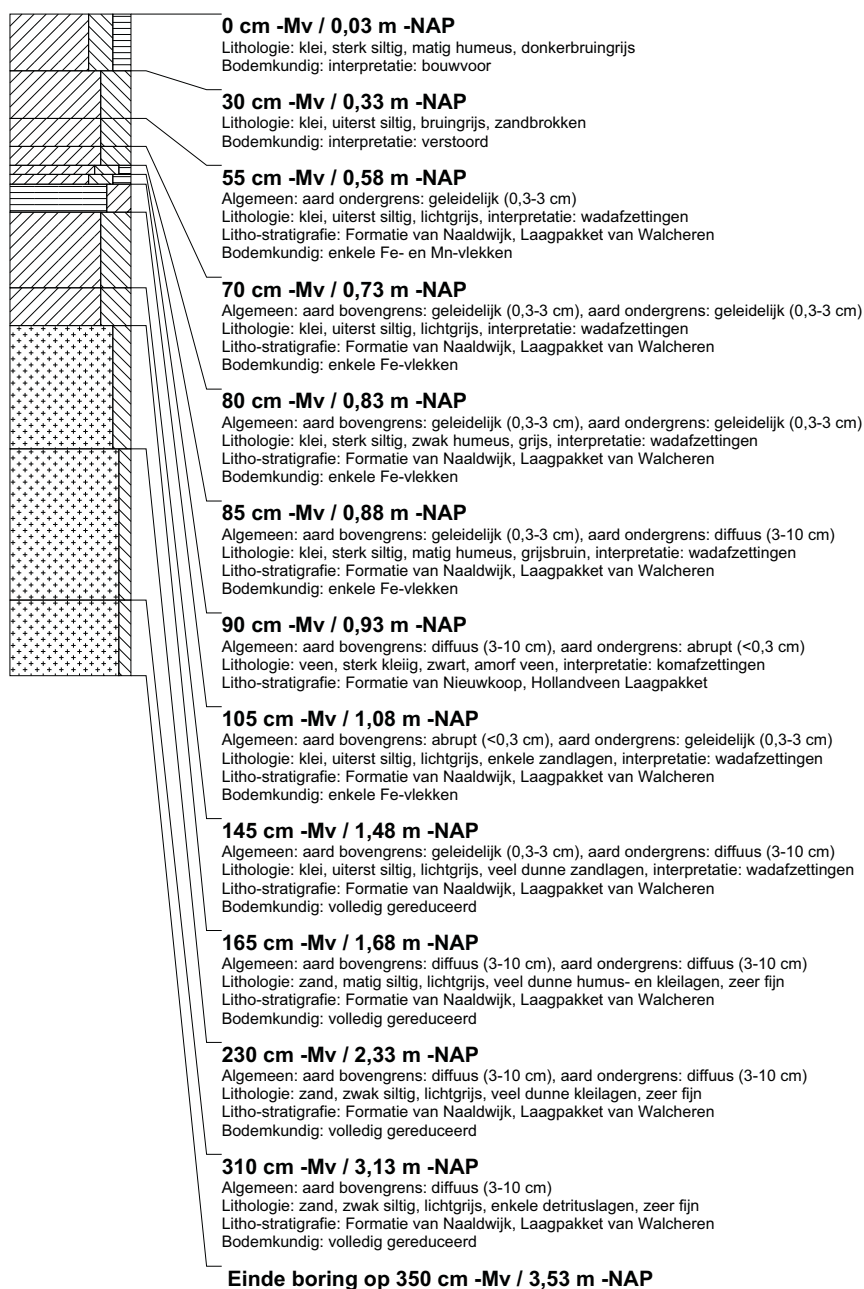 0 cm -Mv / 0,03 m -NAP
Lithologie: klei, sterk siltig, matig humeus, donkerbruingrijs
Bodemkundig: interpretatie: bouwvoor
30 cm -Mv / 0,33 m -NAP
Lithologie: klei, uiterst siltig, bruingrijs, zandbrokken
Bodemkundig: interpretatie: verstoord
55 cm -Mv / 0,58 m -NAP
Algemeen: aard ondergrens: geleidelijk (0,3-3 cm)
Lithologie: klei, uiterst siltig, lichtgrijs, interpretatie: wadafzettingen
Litho-stratigrafie: Formatie van Naaldwijk, Laagpakket van Walcheren
Bodemkundig: enkele Fe- en Mn-vlekken
70 cm -Mv / 0,73 m -NAP
Algemeen: aard bovengrens: geleidelijk (0,3-3 cm), aard ondergrens: geleidelijk (0,3-3 cm)
Lithologie: klei, uiterst siltig, lichtgrijs, interpretatie: wadafzettingen
Litho-stratigrafie: Formatie van Naaldwijk, Laagpakket van Walcheren
Bodemkundig: enkele Fe-vlekken
80 cm -Mv / 0,83 m -NAP
Algemeen: aard bovengrens: geleidelijk (0,3-3 cm), aard ondergrens: geleidelijk (0,3-3 cm)
Lithologie: klei, sterk siltig, zwak humeus, grijs, interpretatie: wadafzettingen
Litho-stratigrafie: Formatie van Naaldwijk, Laagpakket van Walcheren
Bodemkundig: enkele Fe-vlekken
85 cm -Mv / 0,88 m -NAP
Algemeen: aard bovengrens: geleidelijk (0,3-3 cm), aard ondergrens: diffuus (3-10 cm)
Lithologie: klei, sterk siltig, matig humeus, grijsbruin, interpretatie: wadafzettingen
Litho-stratigrafie: Formatie van Naaldwijk, Laagpakket van Walcheren
Bodemkundig: enkele Fe-vlekken
90 cm -Mv / 0,93 m -NAP
Algemeen: aard bovengrens: diffuus (3-10 cm), aard ondergrens: abrupt (<0,3 cm)
Lithologie: veen, sterk kleiig, zwart, amorf veen, interpretatie: komafzettingen
Litho-stratigrafie: Formatie van Nieuwkoop, Hollandveen Laagpakket
105 cm -Mv / 1,08 m -NAP
Algemeen: aard bovengrens: abrupt (<0,3 cm), aard ondergrens: geleidelijk (0,3-3 cm)
Lithologie: klei, uiterst siltig, lichtgrijs, enkele zandlagen, interpretatie: wadafzettingen
Litho-stratigrafie: Formatie van Naaldwijk, Laagpakket van Walcheren
Bodemkundig: enkele Fe-vlekken
145 cm -Mv / 1,48 m -NAP
Algemeen: aard bovengrens: geleidelijk (0,3-3 cm), aard ondergrens: diffuus (3-10 cm)
Lithologie: klei, uiterst siltig, lichtgrijs, veel dunne zandlagen, interpretatie: wadafzettingen
Litho-stratigrafie: Formatie van Naaldwijk, Laagpakket van Walcheren
Bodemkundig: volledig gereduceerd
165 cm -Mv / 1,68 m -NAP
Algemeen: aard bovengrens: diffuus (3-10 cm), aard ondergrens: diffuus (3-10 cm)
Lithologie: zand, matig siltig, lichtgrijs, veel dunne humus- en kleilagen, zeer fijn
Litho-stratigrafie: Formatie van Naaldwijk, Laagpakket van Walcheren
Bodemkundig: volledig gereduceerd
230 cm -Mv / 2,33 m -NAP
Algemeen: aard bovengrens: diffuus (3-10 cm), aard ondergrens: diffuus (3-10 cm)
Lithologie: zand, zwak siltig, lichtgrijs, veel dunne kleilagen, zeer fijn
Litho-stratigrafie: Formatie van Naaldwijk, Laagpakket van Walcheren
Bodemkundig: volledig gereduceerd
310 cm -Mv / 3,13 m -NAP
Algemeen: aard bovengrens: diffuus (3-10 cm)
Lithologie: zand, zwak siltig, lichtgrijs, enkele detrituslagen, zeer fijn
Litho-stratigrafie: Formatie van Naaldwijk, Laagpakket van Walcheren
Bodemkundig: volledig gereduceerd
Einde boring op 350 cm -Mv / 3,53 m -NAP